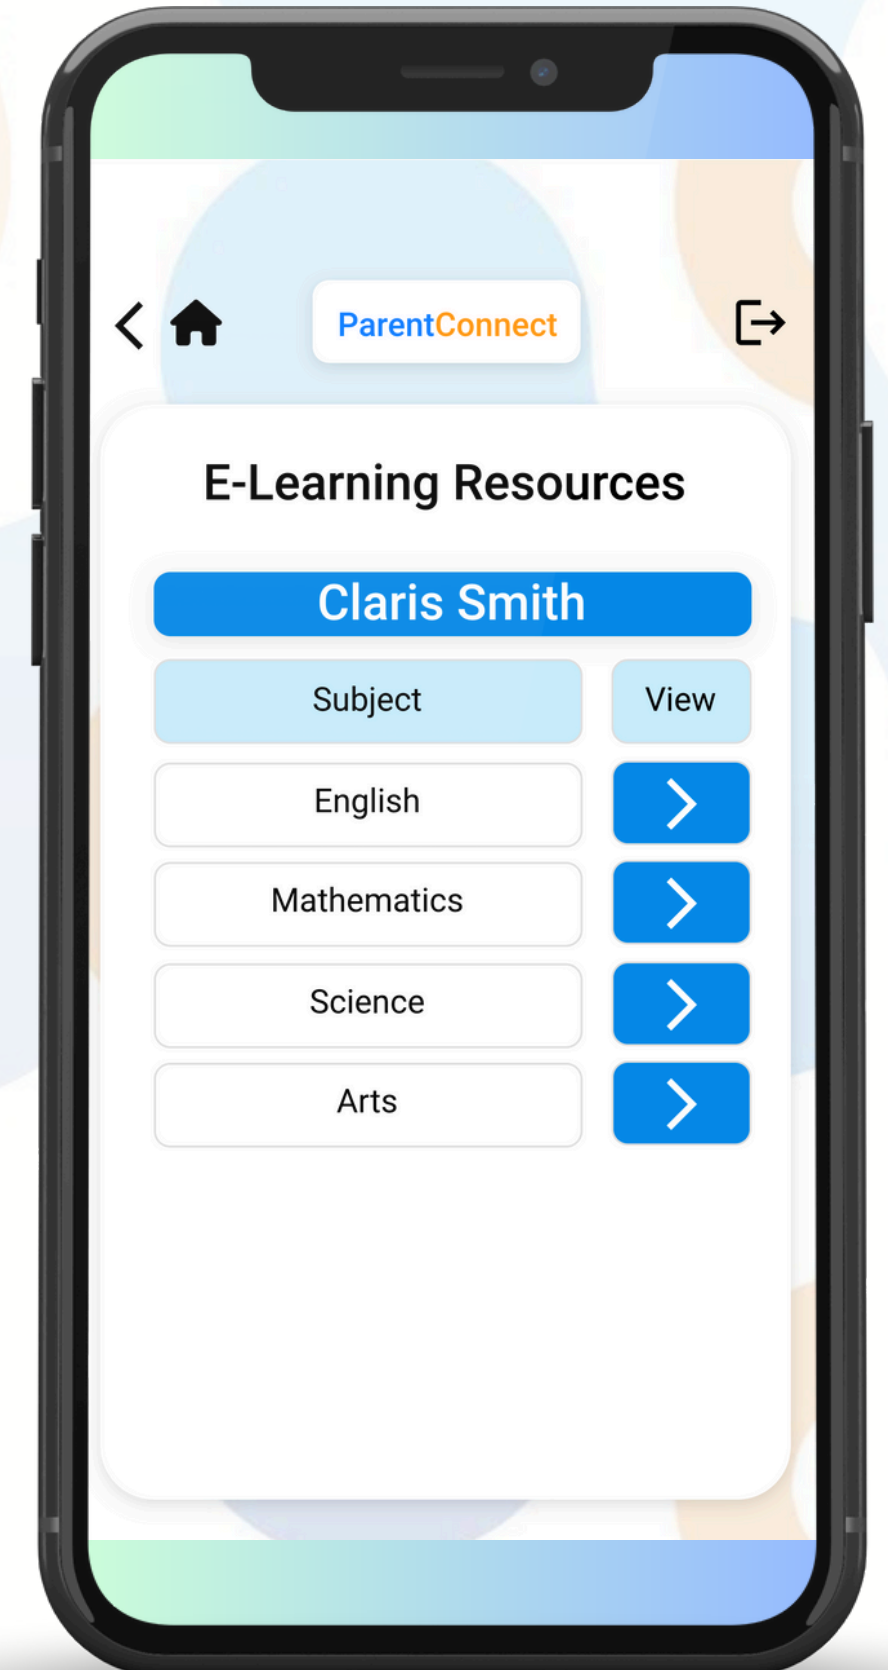 ParentConnect
E-Learning Resources
Claris Smith
Subject View
English
Mathematics
Science
Arts